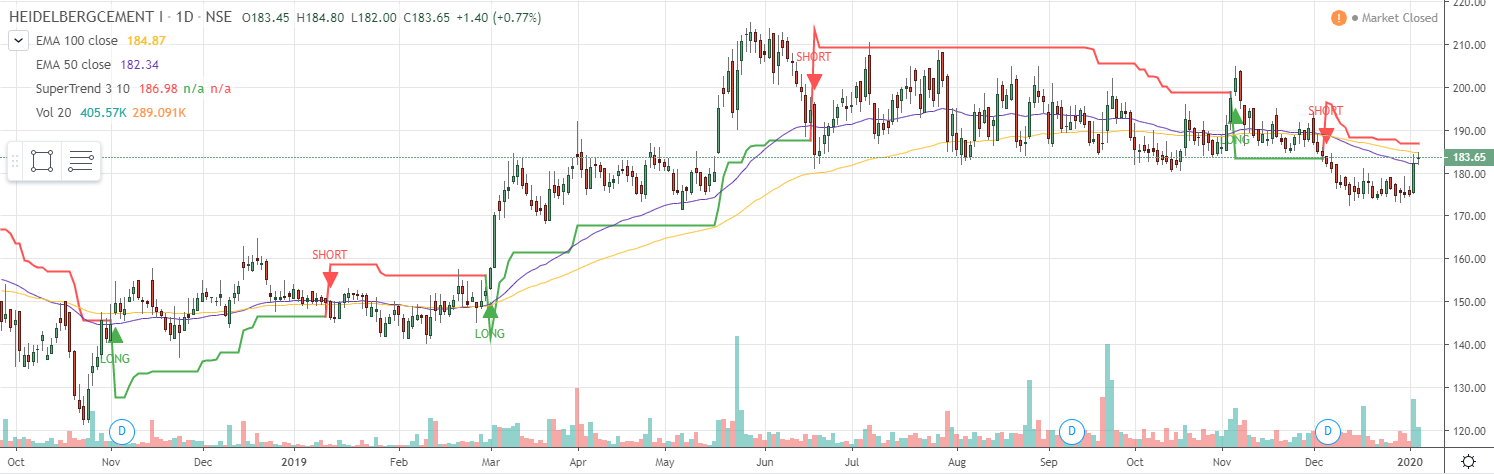 HEIDELBERGCEMENT I · 1D · NSE O183.45 H184.80 L182.00 C183.65 +1.40 (+0.77%)
! Market Closed
EMA 100 close 184.87
EMA 50 close 182.34
SuperTrend 3 10 186.98 n/a n/a
Vol 20 405.57K 289.091K
220.00
210.00
200.00
190.00
183.65
180.00
170.00
160.00
150.00
140.00
130.00
120.00
SHORT
SHORT
LONG
SHORT
LONG
LONG
D
D
D
Oct Nov Dec 2019 Feb Mar Apr May Jun Jul Aug Sep Oct Nov Dec 2020